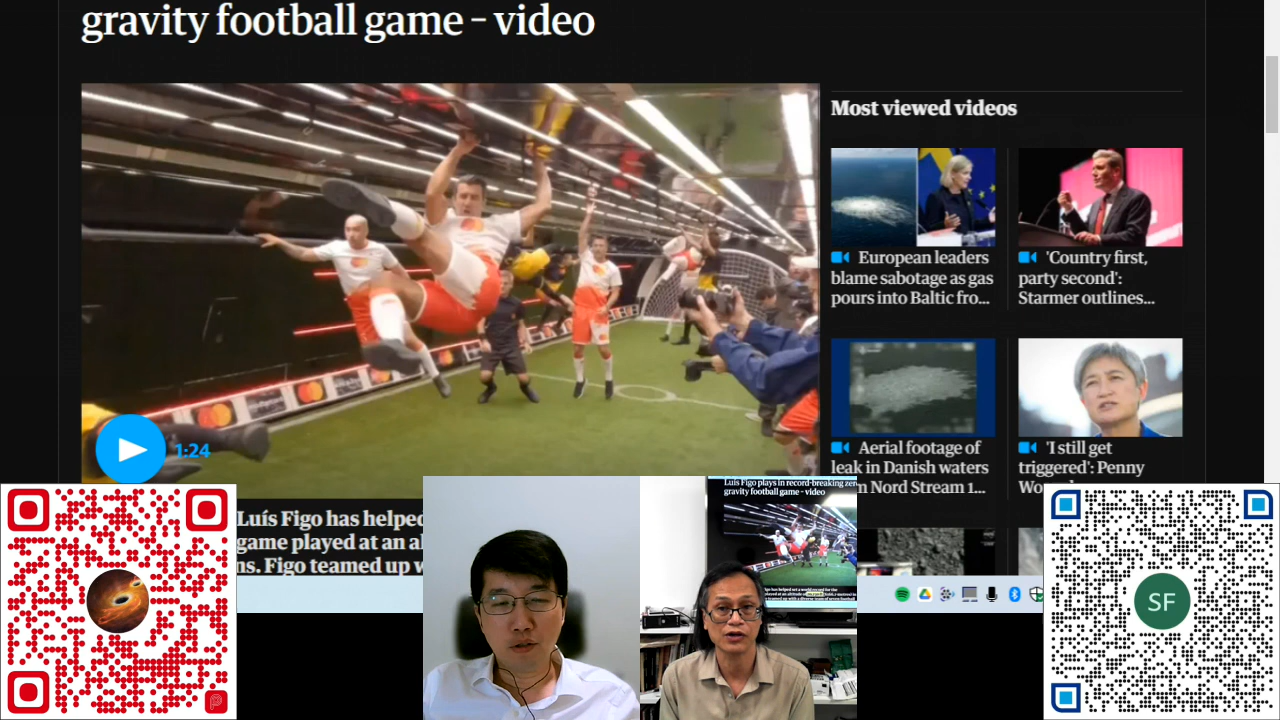 gravity football game – video
Most viewed videos
European leaders
blame sabotage as gas
pours into Baltic fro...
'Country first,
party second':
Starmer outlines...
Aerial footage of
leak in Danish waters
Nord Stream 1...
'I still get
triggered': Penny
1:24
Luís Figo has helped
game played at an
ns. Figo teamed up
Luís Figo plays in record-breaking zero
gravity football game - video
SF